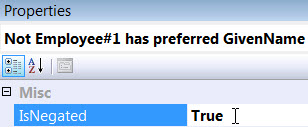 Properties
Not Employee#1 has preferred GivenName
Misc
IsNegated True